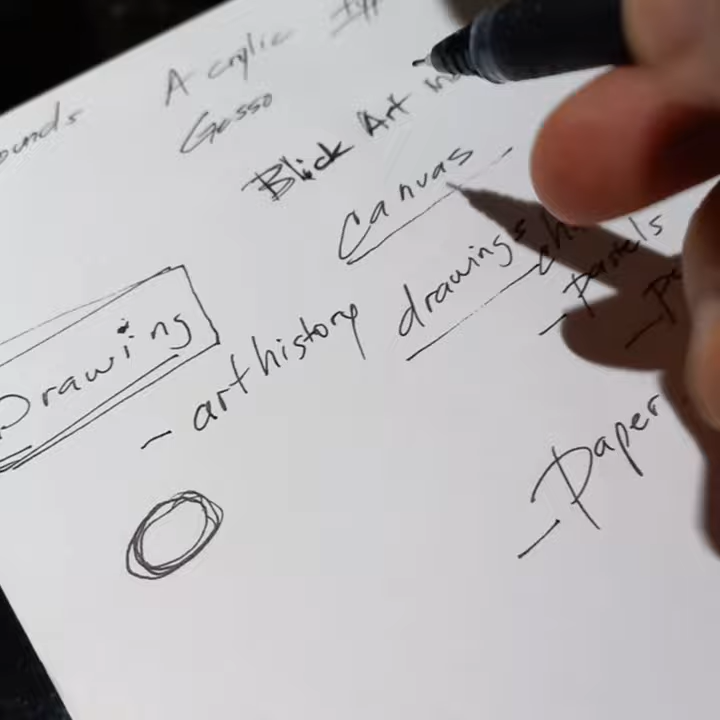 Acrylic
Gesso
Blick Art
Canvas -
Drawing
- art history drawings
- Pastels
- Paper